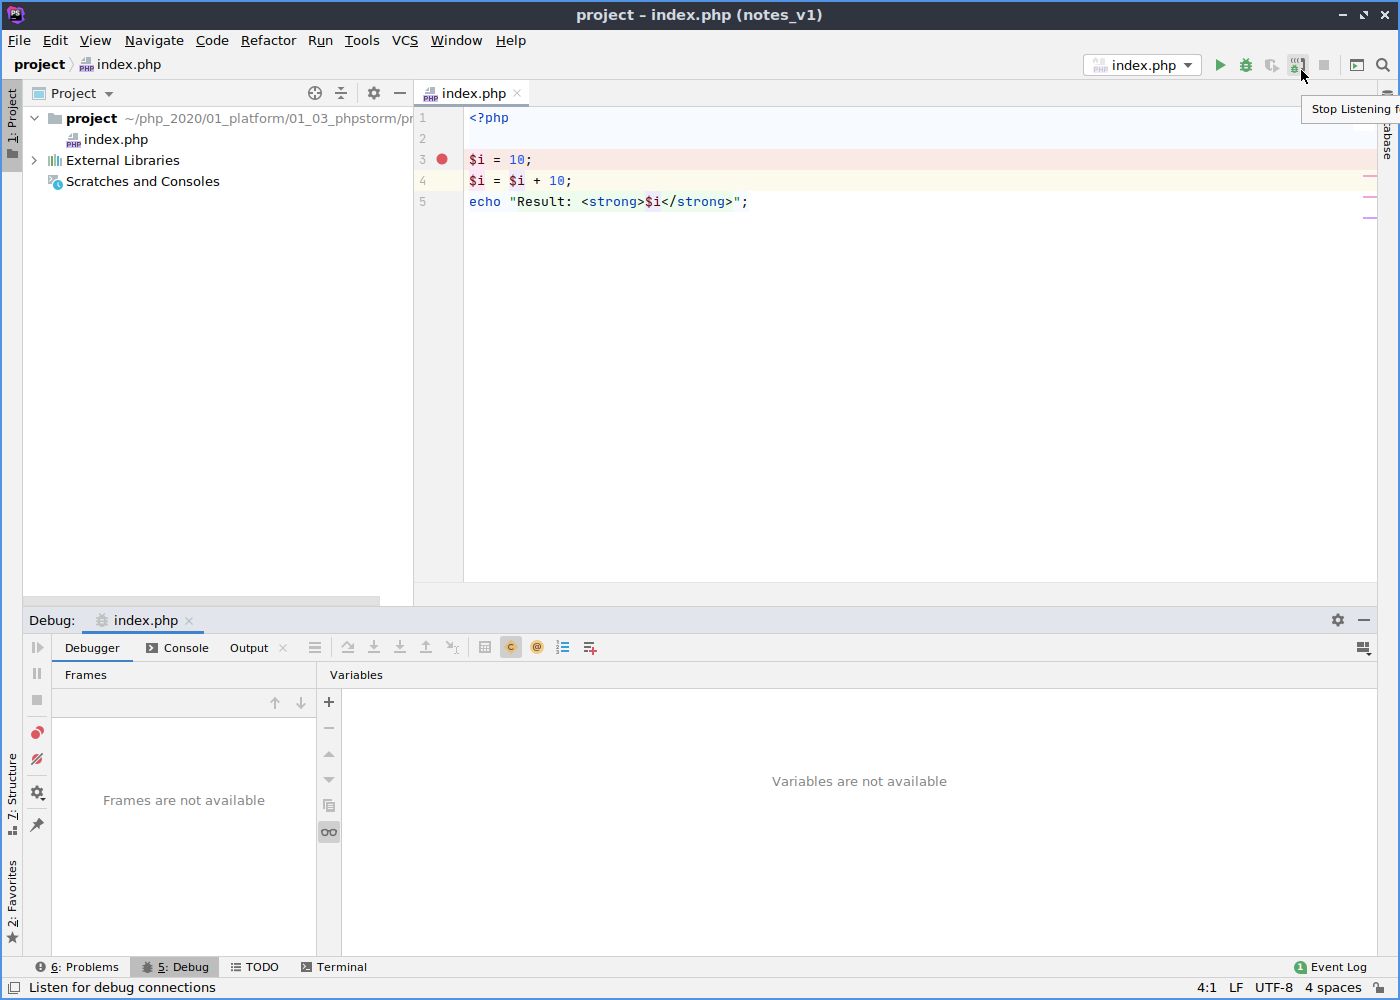 project – index.php (notes_v1)
File Edit View Navigate Code Refactor Run Tools VCS Window Help
project index.php
index.php
Stop Listening f
1: Project
Project
project ~/php_2020/01_platform/01_03_phpstorm/pr
index.php
External Libraries
Scratches and Consoles
index.php
1 <?php
2
3 $i = 10;
4 $i = $i + 10;
5 echo "Result: <strong>$i</strong>";
abase
Debug: index.php
Debugger Console Output
Frames Variables
Frames are not available
Variables are not available
7: Structure
2: Favorites
6: Problems 5: Debug TODO Terminal 1 Event Log
Listen for debug connections 4:1 LF UTF-8 4 spaces